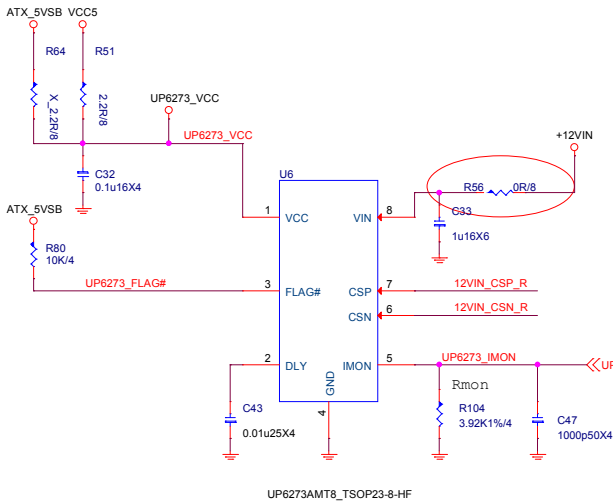 ATX_5VSB VCC5
R64 R51
X_2.2R/8
2.2R/8
UP6273_VCC
UP6273_VCC
C32
0.1u16X4
U6
+12VIN
R56 0R/8
C33
1u16X6
1 VCC VIN 8
ATX_5VSB
R80
10K/4
UP6273_FLAG#
3 FLAG# CSP 7
12VIN_CSP_R
CSN 6
12VIN_CSN_R
2 DLY IMON 5
UP6273_IMON
UP
GND
4
C43
0.01u25X4
Rmon
R104
3.92K1%/4
C47
1000p50X4
UP6273AMT8_TSOP23-8-HF